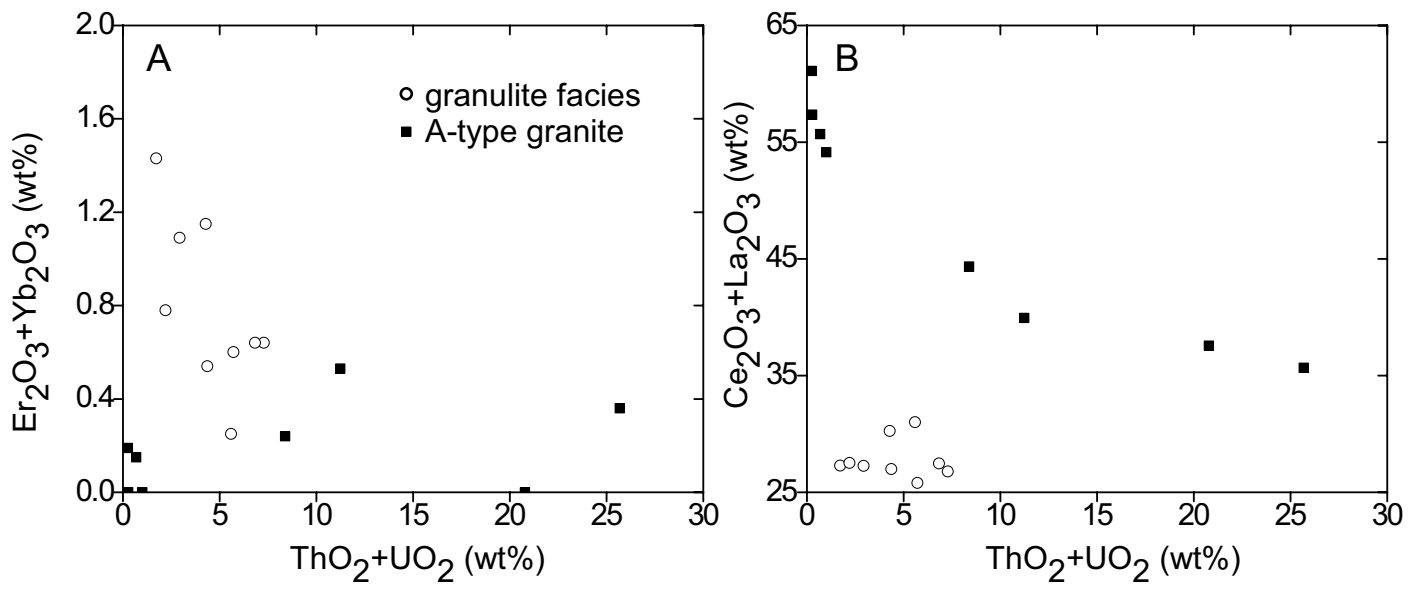 A
2.0
1.6
1.2
0.8
0.4
0.0
Er₂O₃+Yb₂O₃ (wt%)
granulite facies
A-type granite
0 5 10 15 20 25 30
ThO₂+UO₂ (wt%)
B
65
55
45
35
25
Ce₂O₃+La₂O₃ (wt%)
0 5 10 15 20 25 30
ThO₂+UO₂ (wt%)